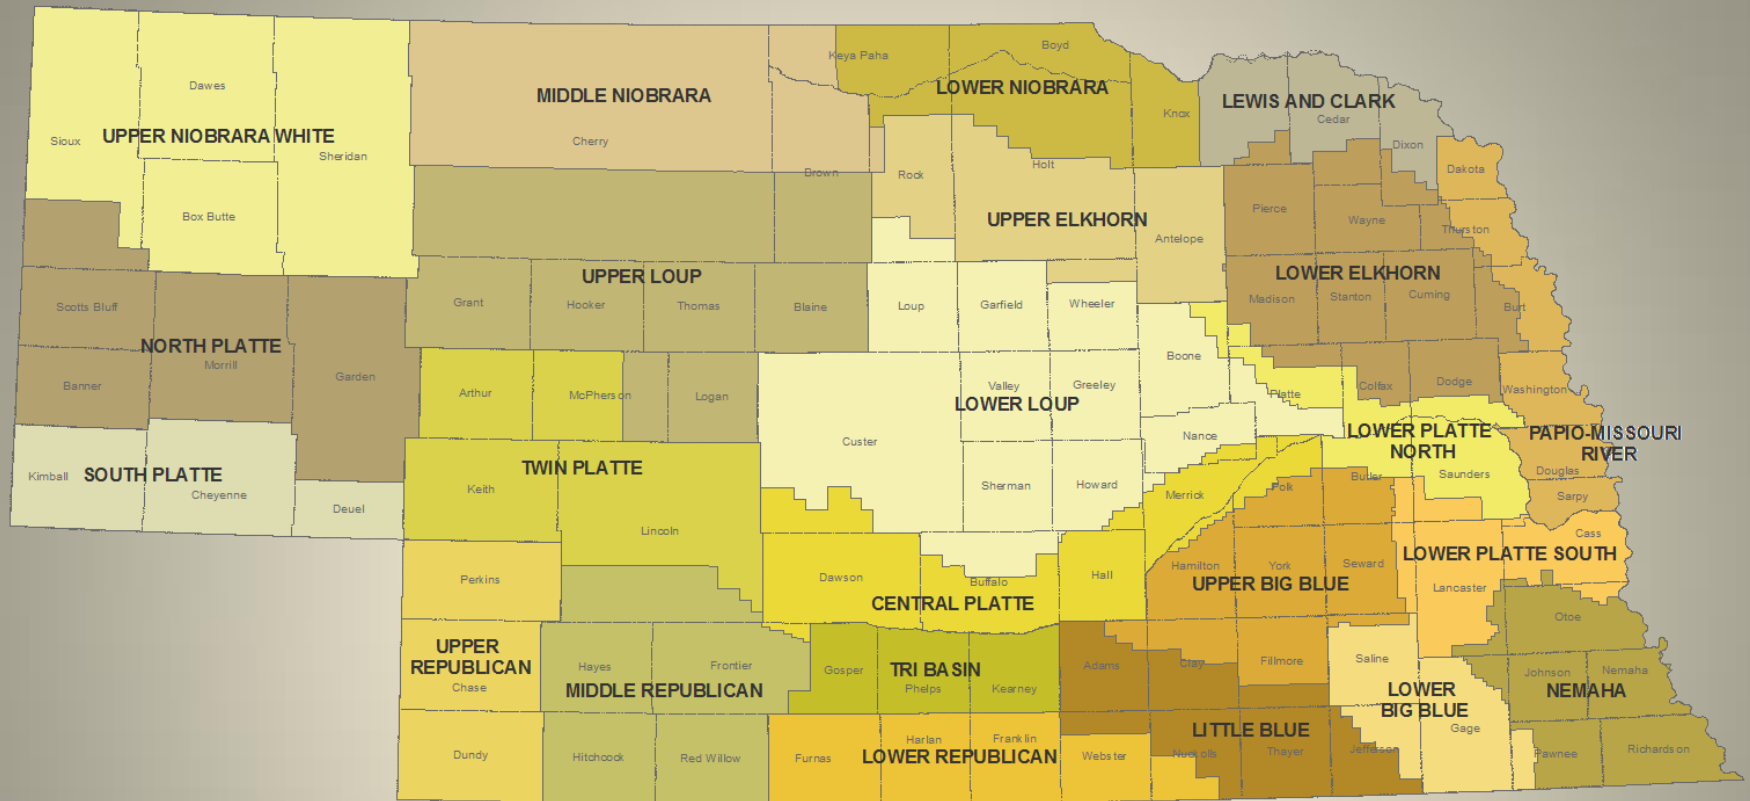 Keya Paha
Boyd
Dawes
MIDDLE NIOBRARA
LOWER NIOBRARA
LEWIS AND CLARK
Knox
Cedar
Sioux
UPPER NIOBRARA WHITE
Cherry
Dixon
Sheridan
Holt
Brown
Rock
Dakota
Box Butte
Pierce
Wayne
UPPER ELKHORN
Thurston
Antelope
UPPER LOUP
LOWER ELKHORN
Scotts Bluff
Grant
Hooker
Thomas
Blaine
Loup
Garfield
Wheeler
Madison
Stanton
Cuming
Burt
NORTH PLATTE
Morrill
Boone
Banner
Garden
Arthur
McPherson
Logan
Valley
Greeley
Platte
Colfax
Dodge
Washington
LOWER LOUP
Custer
Nance
LOWER PLATTE
NORTH
PAPIO-MISSOURI
RIVER
Kimball
SOUTH PLATTE
Cheyenne
TWIN PLATTE
Keith
Douglas
Saunders
Butler
Deuel
Sherman
Howard
Merrick
Polk
Sarpy
Lincoln
Cass
LOWER PLATTE SOUTH
Perkins
Dawson
Buffalo
Hall
Hamilton
York
Seward
UPPER BIG BLUE
Lancaster
CENTRAL PLATTE
Otoe
UPPER
REPUBLICAN
Chase
Hayes
Frontier
MIDDLE REPUBLICAN
Gosper
TRI BASIN
Phelps
Kearney
Adams
Clay
Fillmore
Saline
LOWER
BIG BLUE
Johnson
Nemaha
NEMAHA
Gage
LITTLE BLUE
Dundy
Hitchcock
Red Willow
Furnas
Harlan
Franklin
LOWER REPUBLICAN
Webster
Nuckolls
Thayer
Jefferson
Pawnee
Richardson